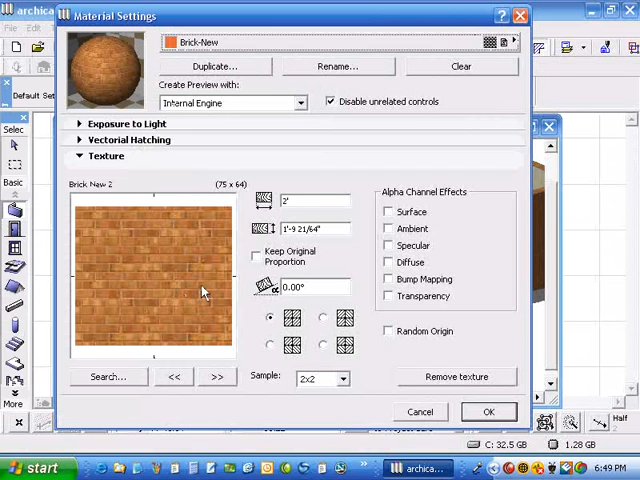 Material Settings
File
Brick-New
Duplicate...
Rename...
Clear
Create Preview with:
Internal Engine
Disable unrelated controls
Default Set
Selec
Exposure to Light
Vectorial Hatching
Texture
Basic
Brick New 2
(75 x 64)
2'
1'-9 21/64"
Keep Original
Proportion
0.00°
Alpha Channel Effects
Surface
Ambient
Specular
Diffuse
Bump Mapping
Transparency
Random Origin
Search...
<<
>>
Sample:
2x2
Remove texture
More
Cancel
OK
Half
2
C: 32.5 GB
1.28 GB
start
archica...
6:49 PM